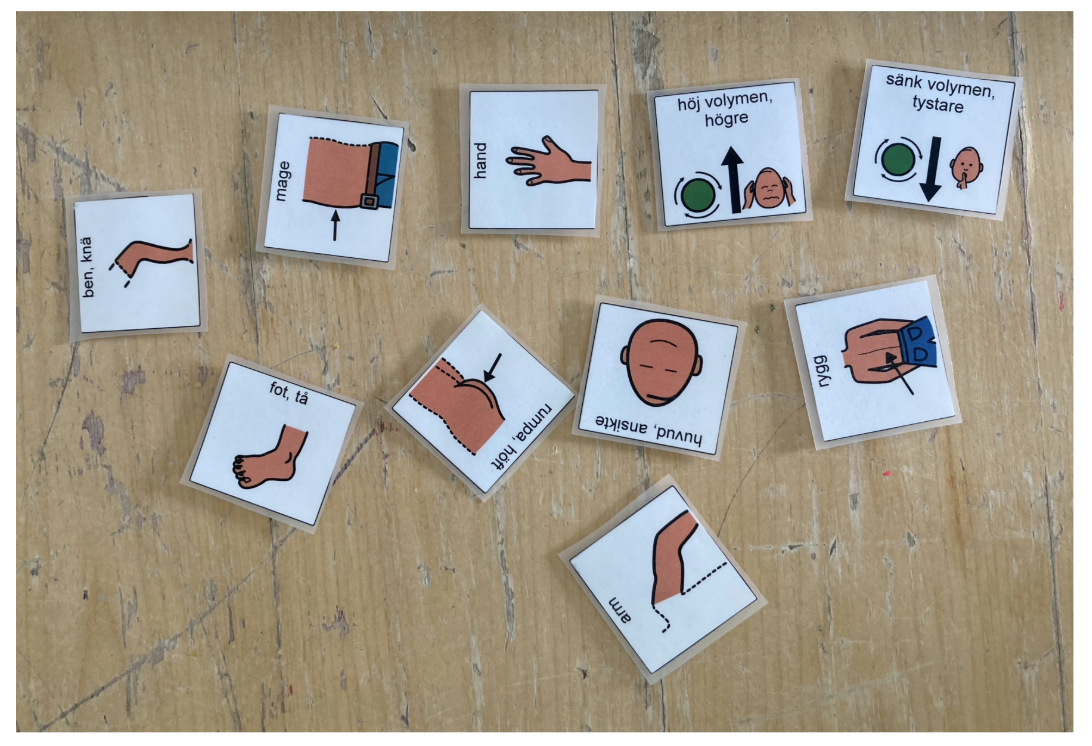 ben, knä
mage
hand
höj volymen,
högre
sänk volymen,
tystare
fot, tå
rumpa, höft
huvud, ansikte
rygg
arm